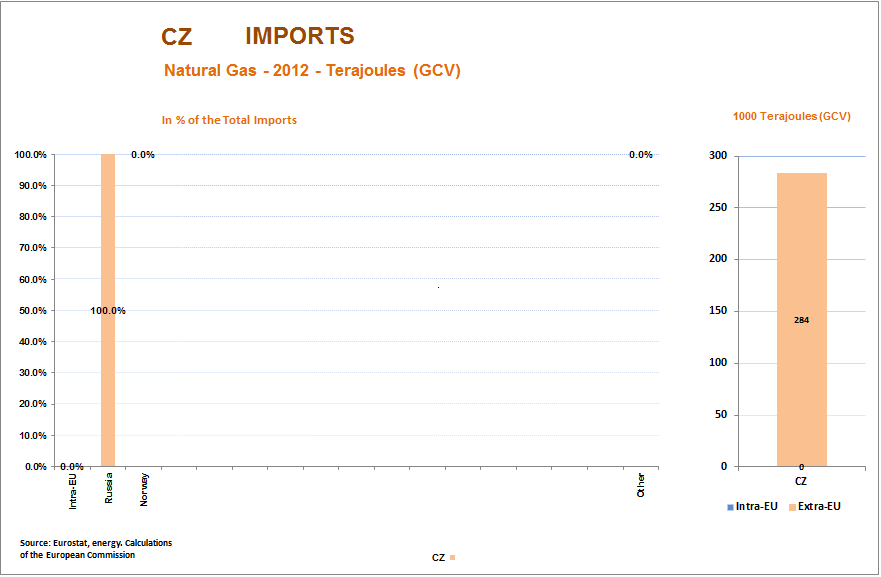 CZ IMPORTS
Natural Gas - 2012 - Terajoules (GCV)
In % of the Total Imports
1000 Terajoules (GCV)
100.0%
90.0%
80.0%
70.0%
60.0%
50.0%
40.0%
30.0%
20.0%
10.0%
0.0%
0.0%
100.0%
0.0%
0.0%
Intra-EU
Russia
Norway
Other
300
250
200
150
100
50
0
284
0
CZ
Intra-EU Extra-EU
Source: Eurostat, energy. Calculations
of the European Commission
CZ